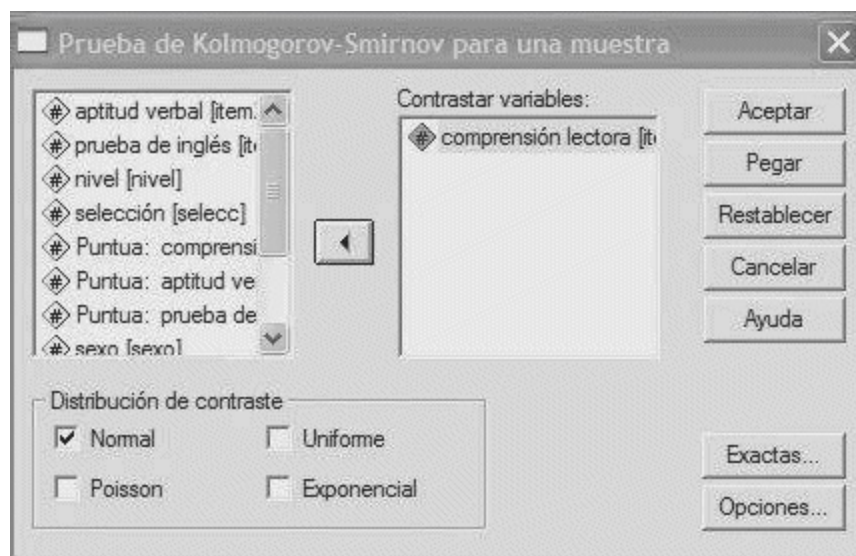 Prueba de Kolmogorov-Smirnov para una muestra
aptitud verbal [item.
prueba de inglés [it
nivel [nivel]
selección [selecc]
Puntua: comprensi
Puntua: aptitud ve
Puntua: prueba de
sexo [sexo]
Contrastar variables:
comprensión lectora [it
Aceptar
Pegar
Restablecer
Cancelar
Ayuda
Distribución de contraste
Normal
Uniforme
Poisson
Exponencial
Exactas...
Opciones...